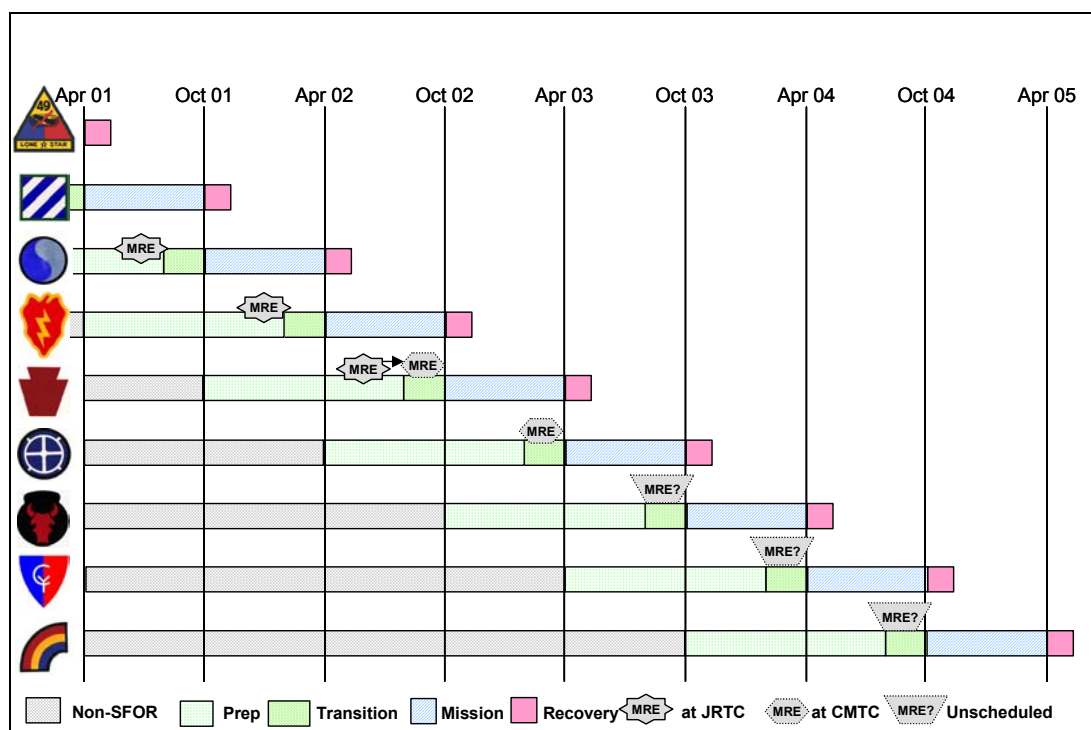 Apr 01 Oct 01 Apr 02 Oct 02 Apr 03 Oct 03 Apr 04 Oct 04 Apr 05
49
LONE STAR
MRE
MRE
MRE MRE
MRE
MRE?
MRE?
CY
MRE?
Non-SFOR Prep Transition Mission Recovery MRE at JRTC MRE at CMTC MRE? Unscheduled